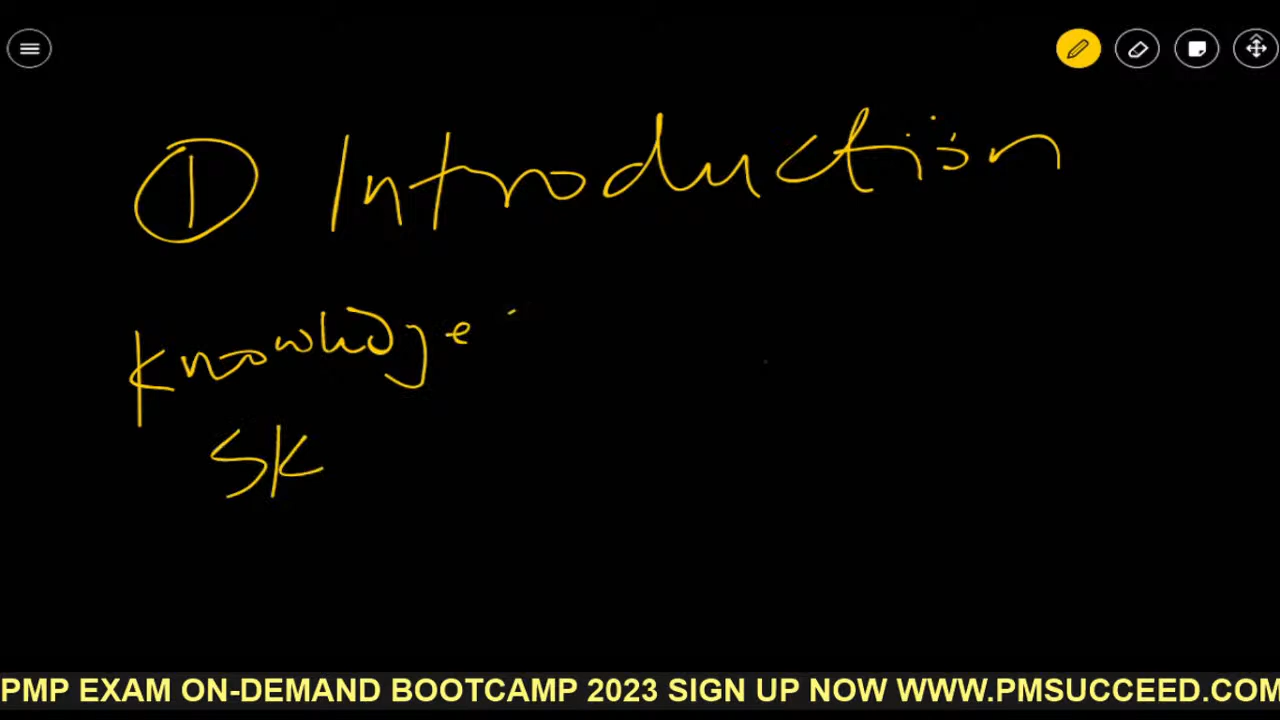 ① Introduction
Knowledge
SK
PMP EXAM ON-DEMAND BOOTCAMP 2023 SIGN UP NOW WWW.PMSUCCEED.COM